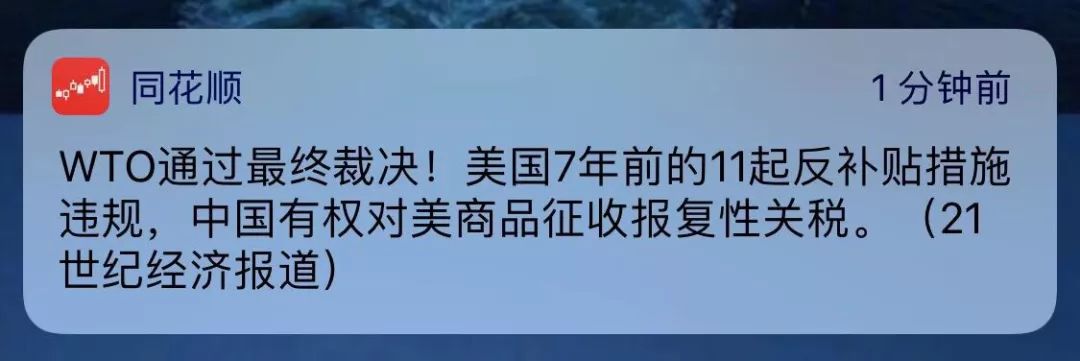 同花顺
1 分钟前
WTO通过最终裁决！美国7年前的11起反补贴措施
违规，中国有权对美商品征收报复性关税。（21
世纪经济报道）